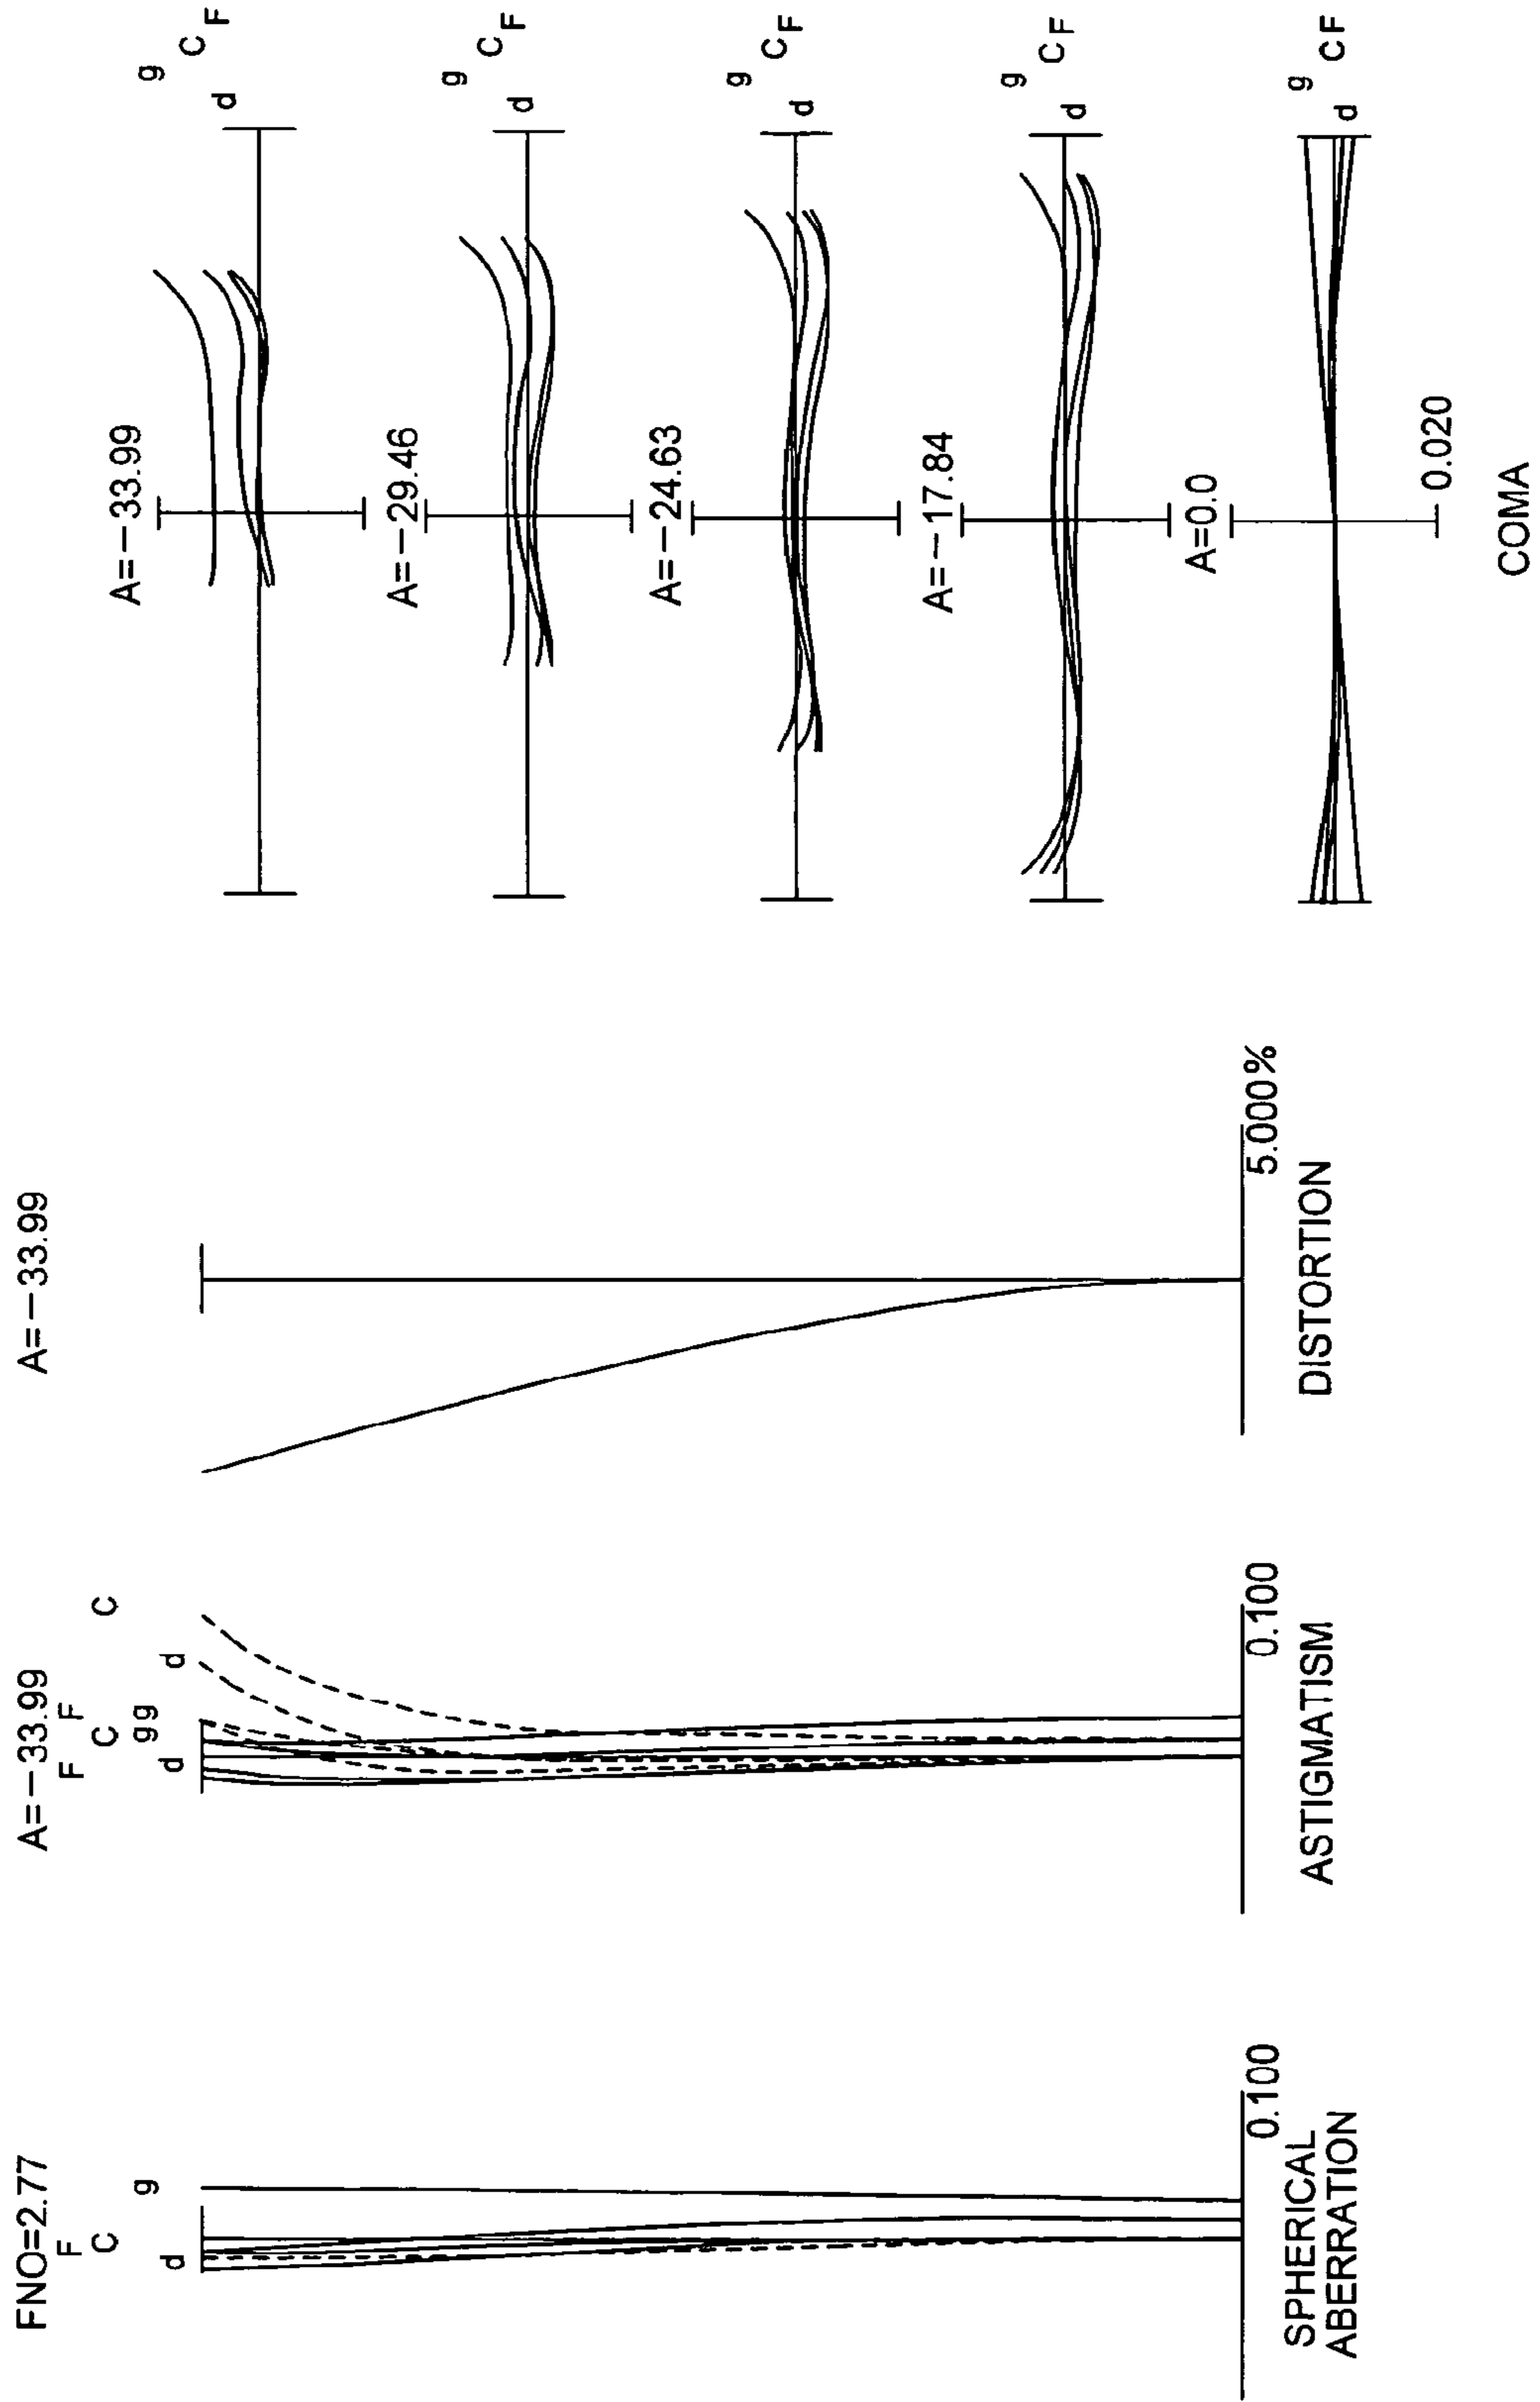 FNO=2.77
F
C
d
g
0.100
SPHERICAL
ABERRATION
A=−33.99
F F
C C
g g
d d
0.100
ASTIGMATISM
A=−33.99
5.000%
DISTORTION
A=−33.99
g
C
F
d
A=−29.46
g
C
F
d
A=−24.63
g
C
F
d
A=−17.84
g
C
F
d
A=0.0
g
C
F
d
0.020
COMA